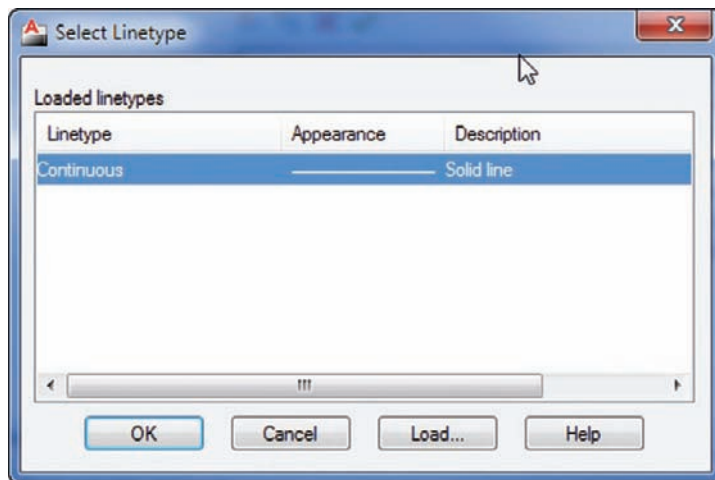 Select Linetype
Loaded linetypes
Linetype Appearance Description
Continuous Solid line
OK Cancel Load... Help